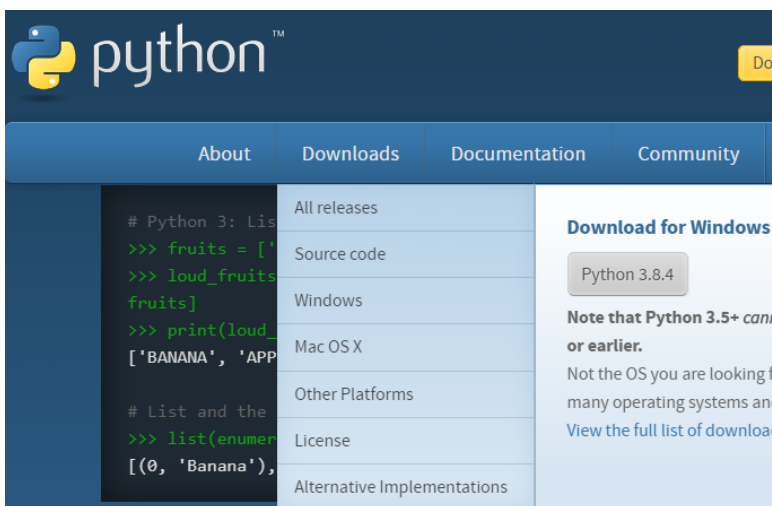 python™
Do
About
Downloads
Documentation
Community
# Python 3: Lis
>>> fruits = ['
>>> loud_fruits
fruits]
>>> print(loud_
['BANANA', 'APP
# List and the
>>> list(enumer
[(0, 'Banana'),
All releases
Source code
Windows
Mac OS X
Other Platforms
License
Alternative Implementations
Download for Windows
Python 3.8.4
Note that Python 3.5+ cann
or earlier.
Not the OS you are looking f
many operating systems an
View the full list of downloa